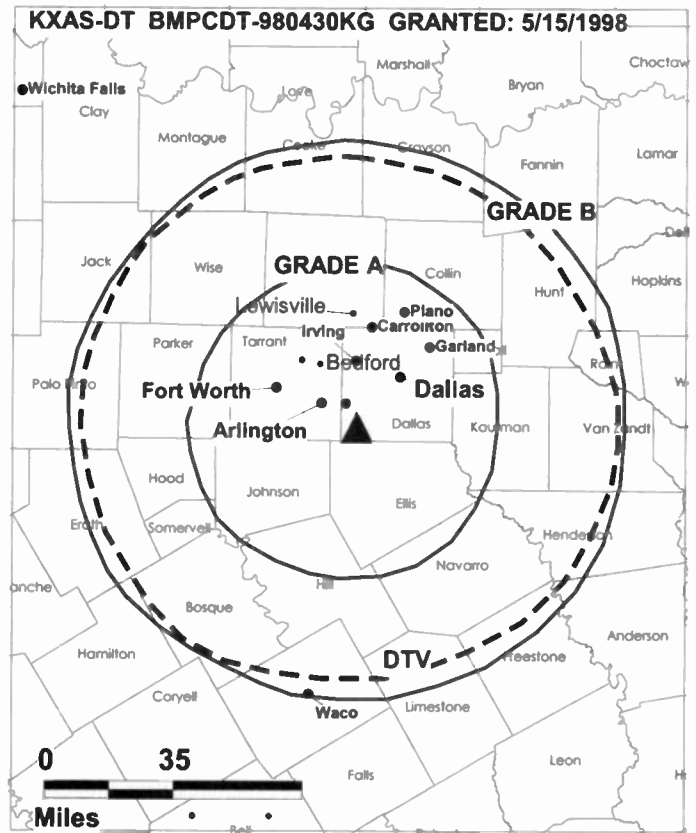 KXAS-DT BMPCDT-980430KG GRANTED: 5/15/1998
Marshall
Choctaw
Wichita Falls
Love
Bryan
Clay
Montague
Cooke
Grayson
Fannin
Lamar
GRADE B
Jack
Wise
GRADE A
Collin
Hunt
Hopkins
Lewisville
Plano
Irving
Carrollton
Parker
Tarrant
Garland
Bedford
Palo Pinto
Fort Worth
Dallas
Arlington
Dallas
Kaufman
Van Zandt
Hood
Johnson
Ellis
Erath
Somervell
Henderson
Navarro
anche
Bosque
Anderson
Hamilton
DTV
Freestone
Coryell
Waco
Limestone
0 35
Falls
Leon
Miles